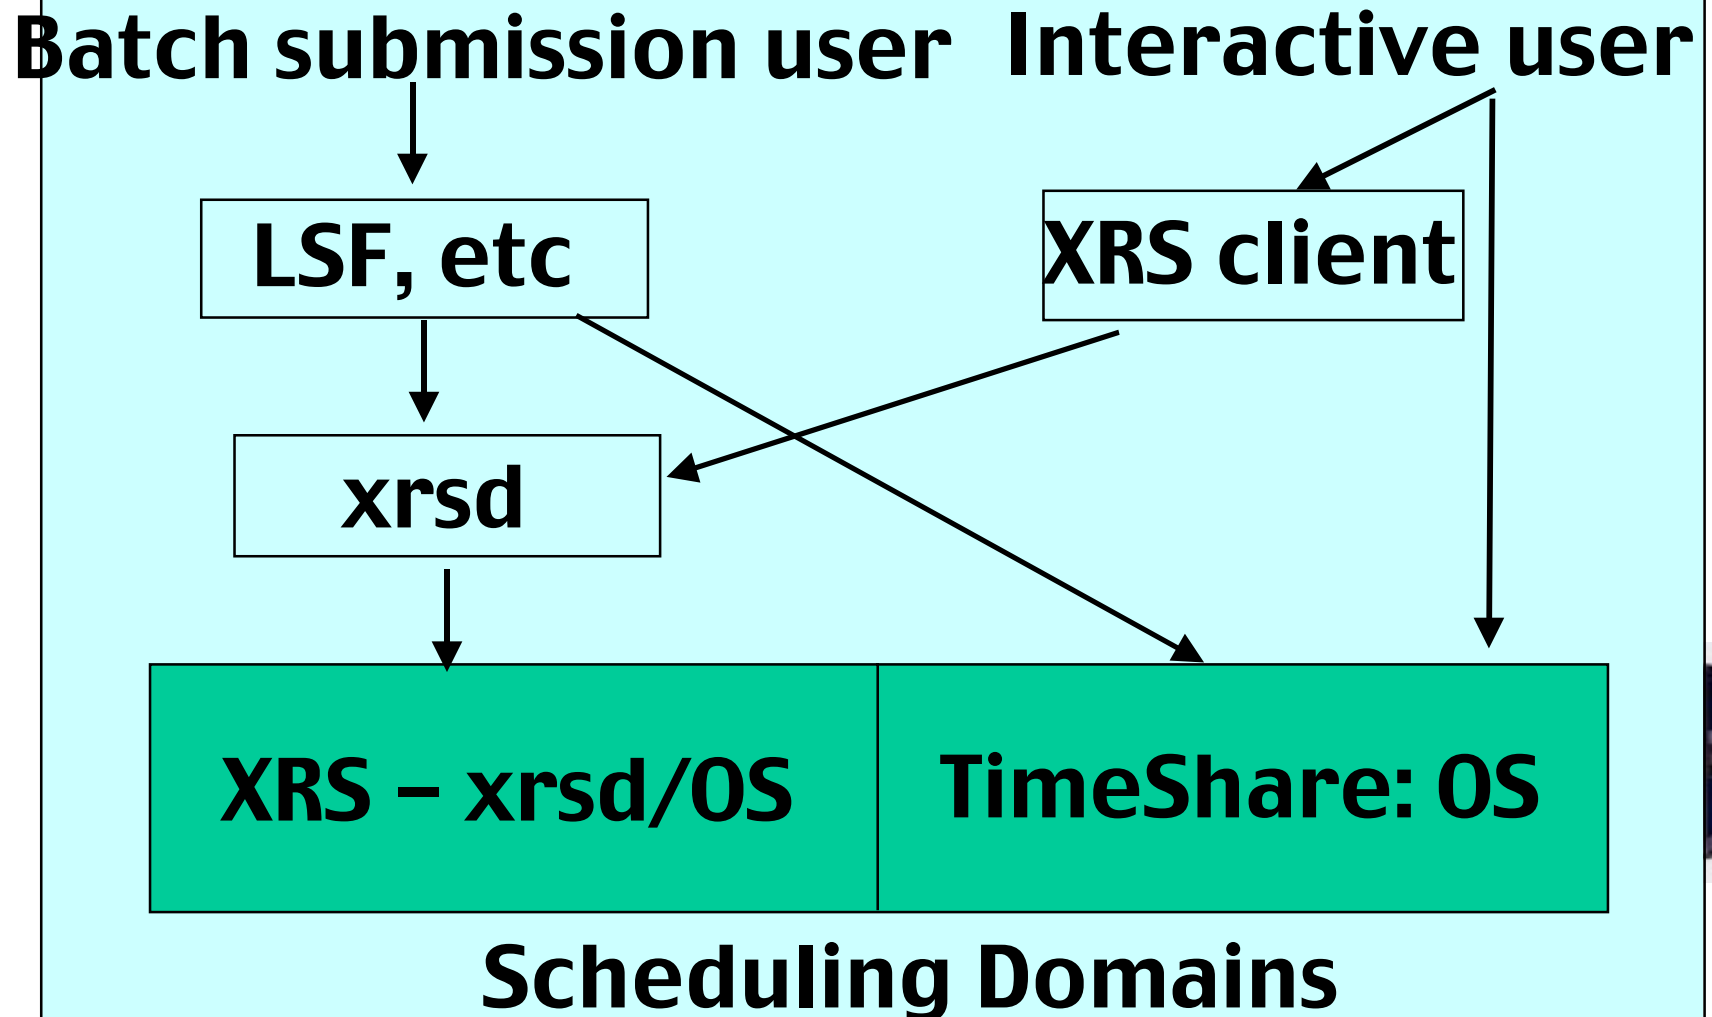 Batch submission user Interactive user
LSF, etc
XRS client
xrsd
XRS – xrsd/OS
TimeShare: OS
Scheduling Domains